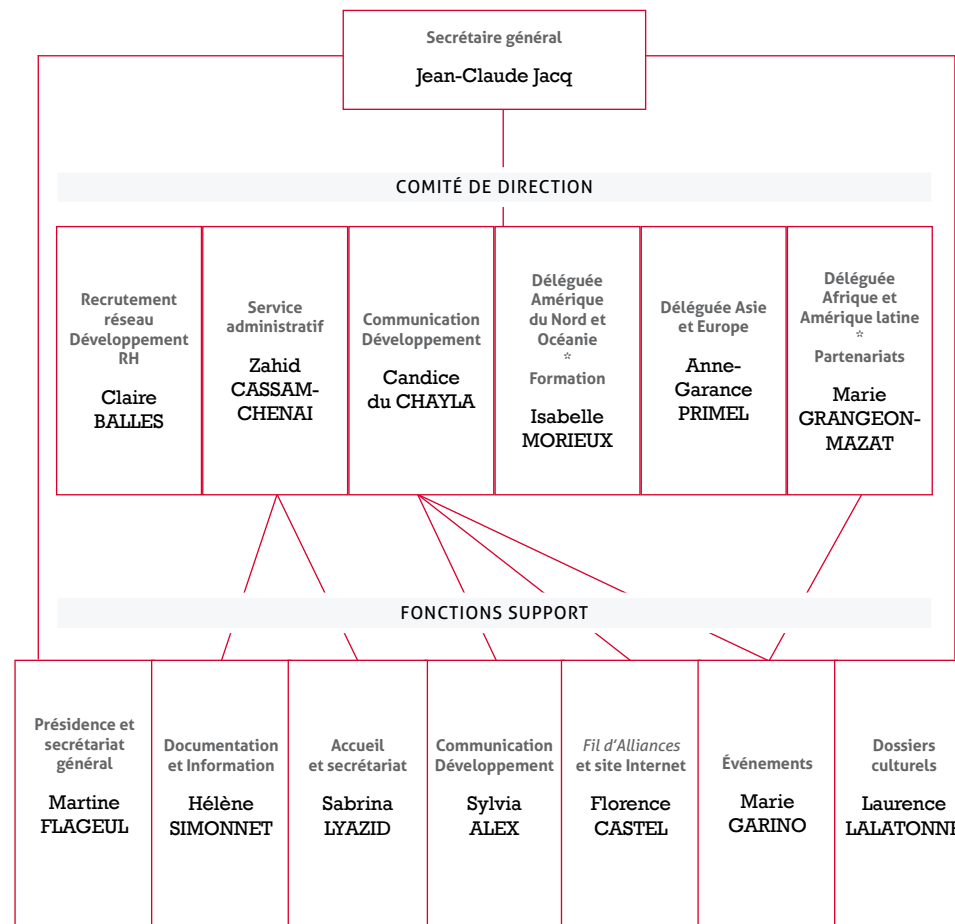 Secrétaire général
Jean-Claude Jacq
COMITÉ DE DIRECTION
Recrutement
réseau
Développement
RH
Claire
BALLES
Service
administratif
Zahid
CASSAM-
CHENAI
Communication
Développement
Candice
du CHAYLA
Déléguée
Amérique
du Nord et
Océanie
*
Formation
Isabelle
MORIEUX
Déléguée Asie
et Europe
Anne-
Garance
PRIMEL
Déléguée
Afrique et
Amérique latine
*
Partenariats
Marie
GRANGEON-
MAZAT
FONCTIONS SUPPORT
Présidence et
secrétariat
général
Martine
FLAGEUL
Documentation
et Information
Hélène
SIMONNET
Accueil
et secrétariat
Sabrina
LYAZID
Communication
Développement
Sylvia
ALEX
Fil d'Alliances
et site Internet
Florence
CASTEL
Événements
Marie
GARINO
Dossiers
culturels
Laurence
LALATONNE